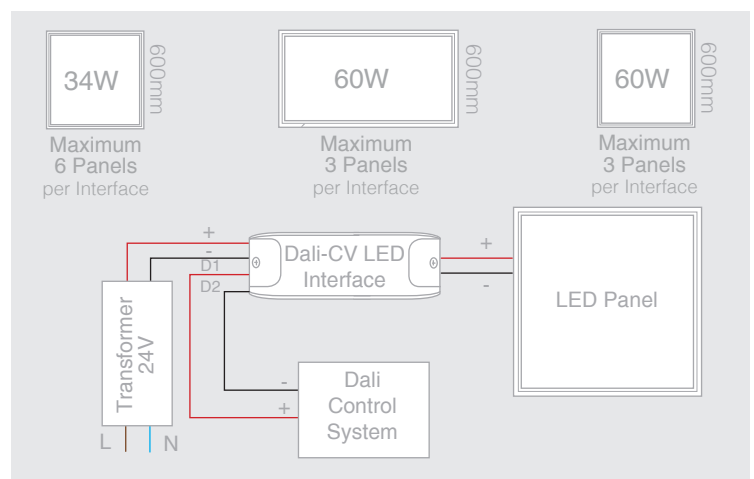 34W
600mm
Maximum
6 Panels
per Interface
60W
600mm
Maximum
3 Panels
per Interface
60W
600mm
Maximum
3 Panels
per Interface
+
-
D1
D2
Dali-CV LED
Interface
+
-
LED Panel
Transformer
24V
L
N
-
+
Dali
Control
System